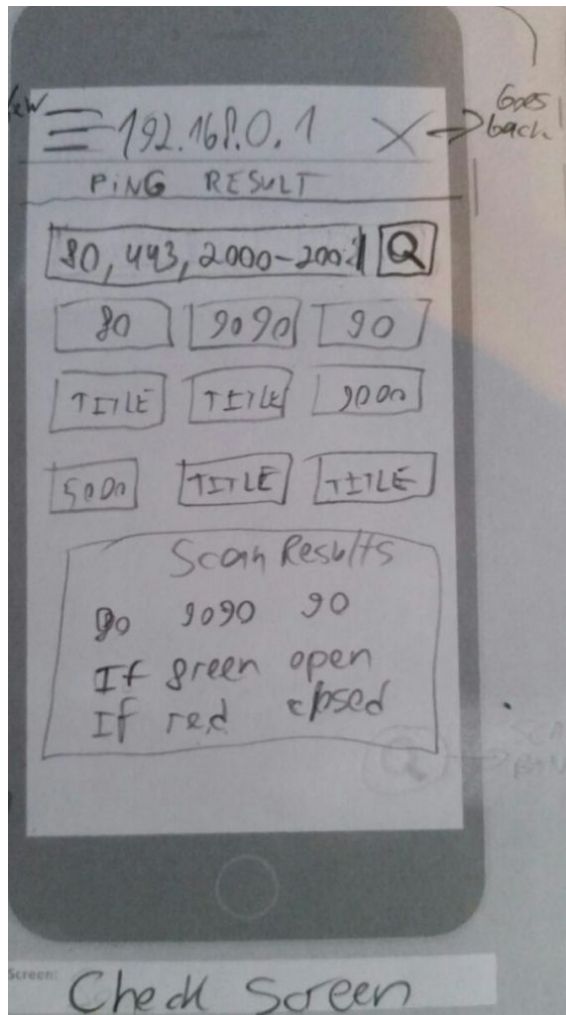 192.168.0.1
Goes back
PING RESULT
80, 443, 2000-200
80 9090 90
TITLE TITLE 9000
5000 TITLE TITLE
Scan Results
80 9090 90
If green open
If red closed
Screen:
Check Screen